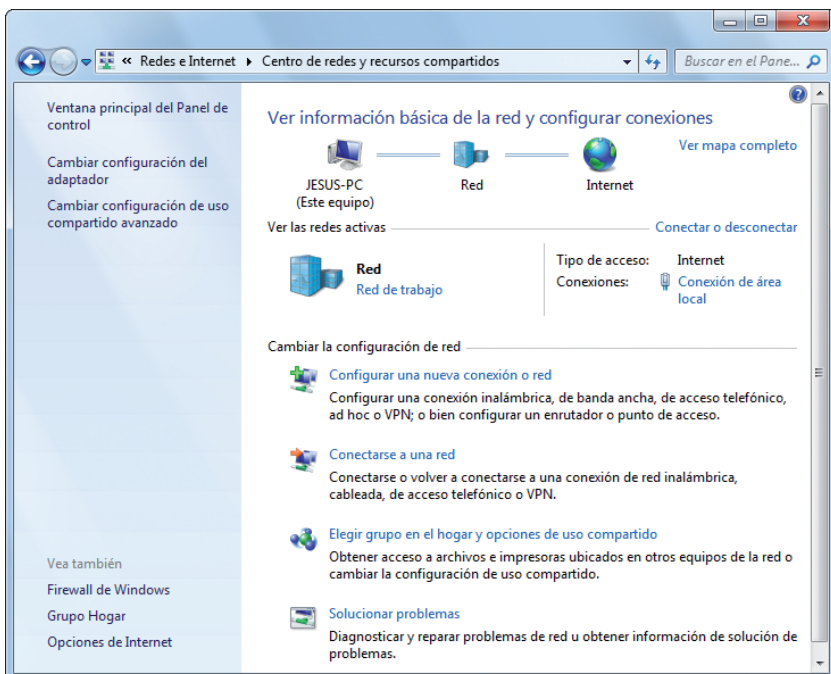 « Redes e Internet ▸ Centro de redes y recursos compartidos
Buscar en el Pane...
Ventana principal del Panel de
control
Cambiar configuración del
adaptador
Cambiar configuración de uso
compartido avanzado
Vea también
Firewall de Windows
Grupo Hogar
Opciones de Internet
Ver información básica de la red y configurar conexiones
Ver mapa completo
JESUS-PC
(Este equipo)
Red
Internet
Ver las redes activas
Conectar o desconectar
Red
Red de trabajo
Tipo de acceso: Internet
Conexiones: Conexión de área
local
Cambiar la configuración de red
Configurar una nueva conexión o red
Configurar una conexión inalámbrica, de banda ancha, de acceso telefónico,
ad hoc o VPN; o bien configurar un enrutador o punto de acceso.
Conectarse a una red
Conectarse o volver a conectarse a una conexión de red inalámbrica,
cableada, de acceso telefónico o VPN.
Elegir grupo en el hogar y opciones de uso compartido
Obtener acceso a archivos e impresoras ubicados en otros equipos de la red o
cambiar la configuración de uso compartido.
Solucionar problemas
Diagnosticar y reparar problemas de red u obtener información de solución de
problemas.